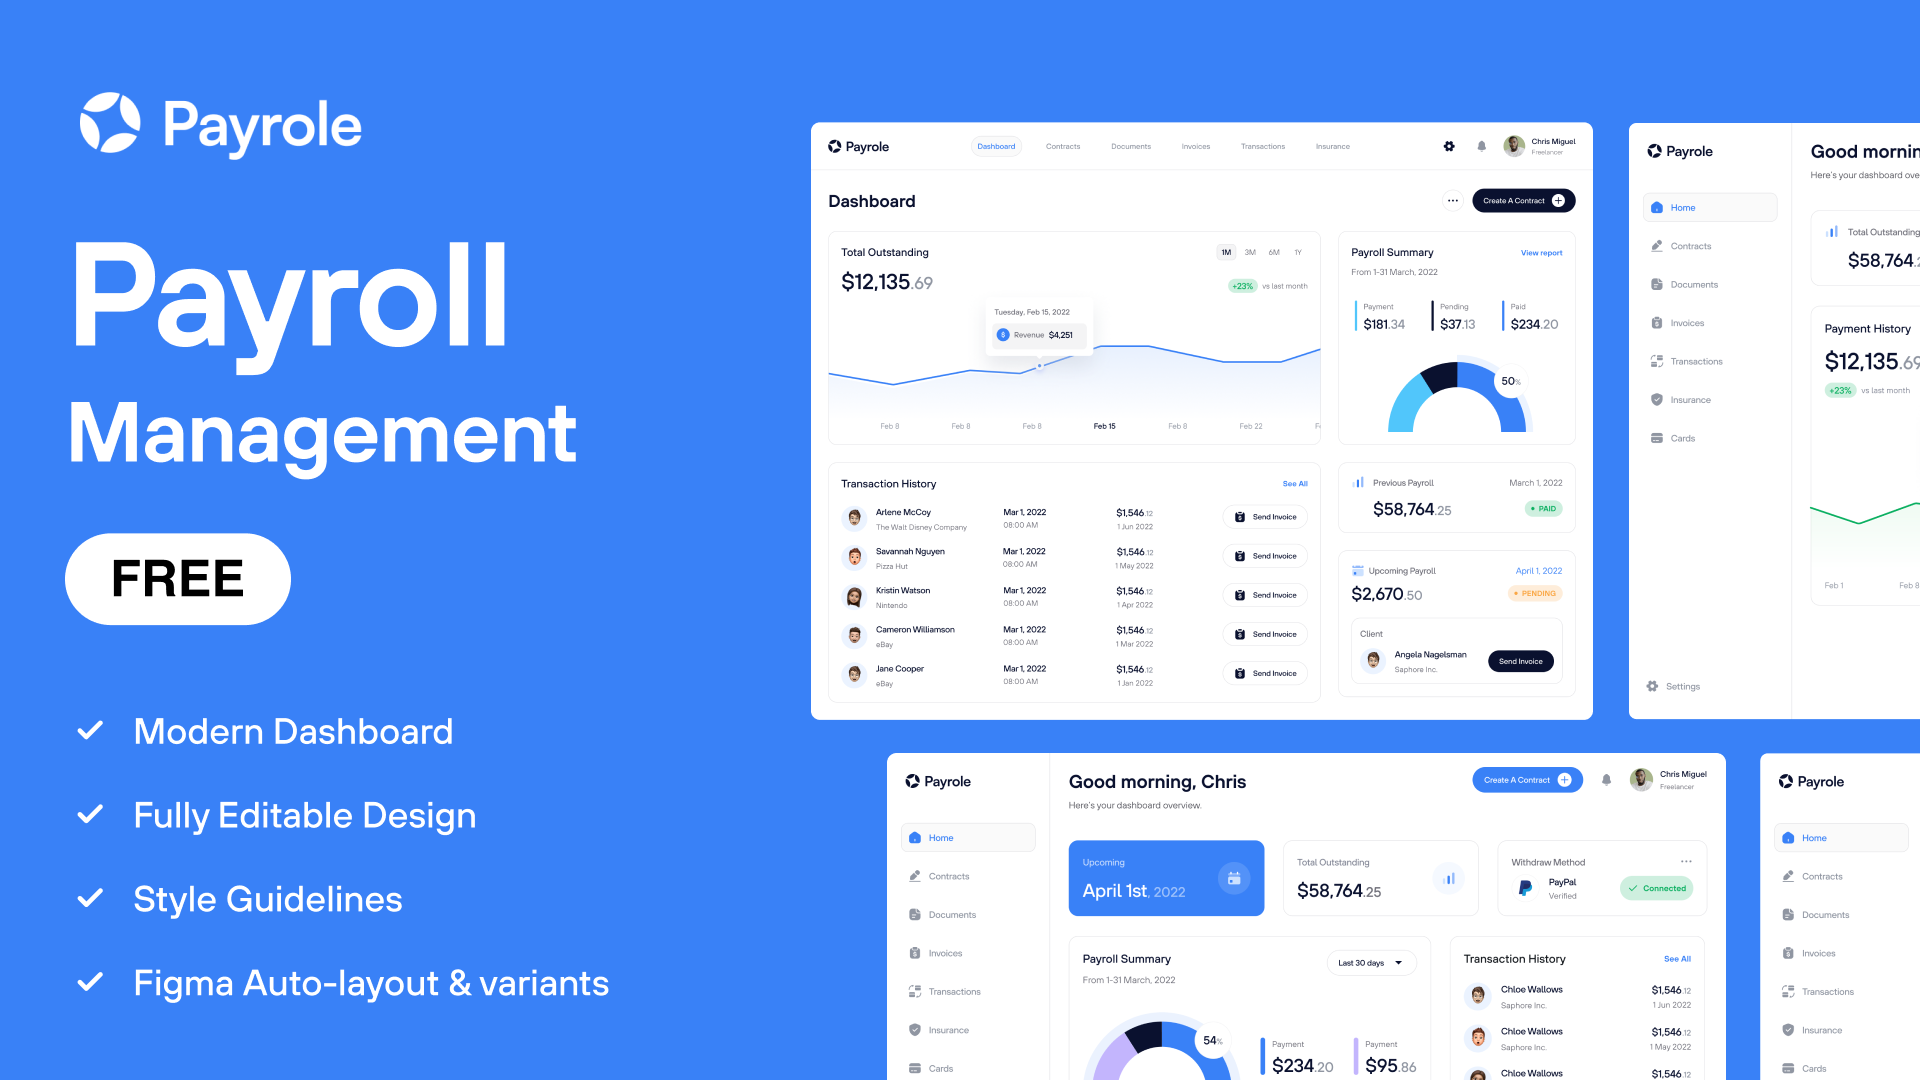 Payrole
Payroll
Management
FREE
Modern Dashboard
Fully Editable Design
Style Guidelines
Figma Auto-layout & variants
Payrole
Dashboard
Contracts
Documents
Invoices
Transactions
Insurance
Chris Miguel
Freelancer
Dashboard
Create A Contract
Total Outstanding
1M 3M 6M 1Y
$12,135.69
+23% vs last month
Tuesday, Feb 15, 2022
$ Revenue $4,251
Feb 8 Feb 8 Feb 8 Feb 15 Feb 8 Feb 22
Payroll Summary
View report
From 1-31 March, 2022
Payment Pending Paid
$181.34 $37.13 $234.20
50%
Transaction History
See All
Arlene McCoy Mar 1, 2022 $1,546.12 Send Invoice
The Walt Disney Company 08:00 AM 1 Jun 2022
Savannah Nguyen Mar 1, 2022 $1,546.12 Send Invoice
Pizza Hut 08:00 AM 1 May 2022
Kristin Watson Mar 1, 2022 $1,546.12 Send Invoice
Nintendo 08:00 AM 1 Apr 2022
Cameron Williamson Mar 1, 2022 $1,546.12 Send Invoice
eBay 08:00 AM 1 Mar 2022
Jane Cooper Mar 1, 2022 $1,546.12 Send Invoice
eBay 08:00 AM 1 Jan 2022
Previous Payroll March 1, 2022
$58,764.25 PAID
Upcoming Payroll April 1, 2022
$2,670.50 PENDING
Client
Angela Nagelsman
Saphore Inc.
Send Invoice
Payrole
Home
Contracts
Documents
Invoices
Transactions
Insurance
Cards
Settings
Good mornin
Here's your dashboard ove
Total Outstanding
$58,764.
Payment History
$12,135.69
+23% vs last month
Feb 1 Feb 8
Payrole
Home
Contracts
Documents
Invoices
Transactions
Insurance
Cards
Good morning, Chris
Here's your dashboard overview.
Create A Contract
Chris Miguel
Freelancer
Upcoming
April 1st, 2022
Total Outstanding
$58,764.25
Withdraw Method
PayPal
Verified
Connected
Payroll Summary
From 1-31 March, 2022
Last 30 days
54%
Payment Payment
$234.20 $95.86
Transaction History
See All
Chloe Wallows $1,546.12
Saphore Inc. 1 Jun 2022
Chloe Wallows $1,546.12
Saphore Inc. 1 May 2022
Chloe Wallows $1,546.12
Payrole
Home
Contracts
Documents
Invoices
Transactions
Insurance
Cards